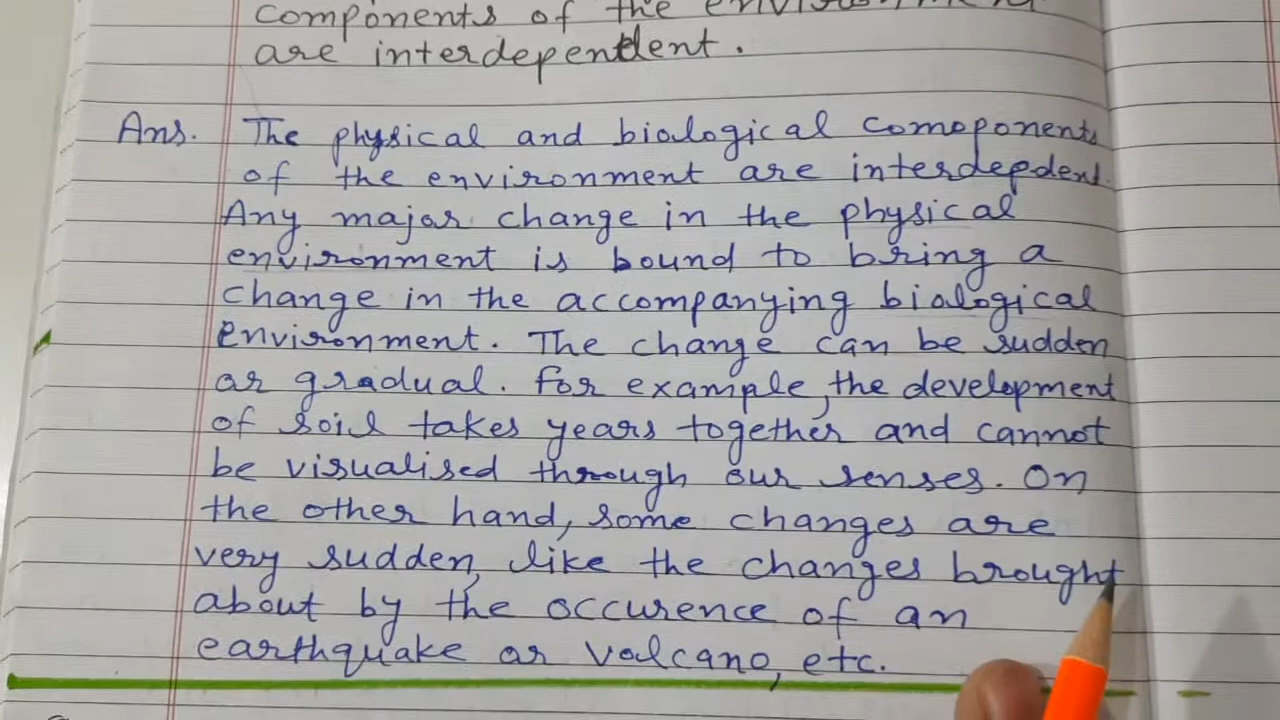 components of the environment
are interdependent.
Ans. The physical and biological comoponents
of the environment are interdepdent.
Any major change in the physical
environment is bound to bring a
change in the accompanying biological
environment. The change can be sudden
or gradual. For example, the development
of soil takes years together and cannot
be visualised through our senses. On
the other hand, some changes are
very sudden, like the changes brought
about by the occurence of an
earthquake or volcano, etc.